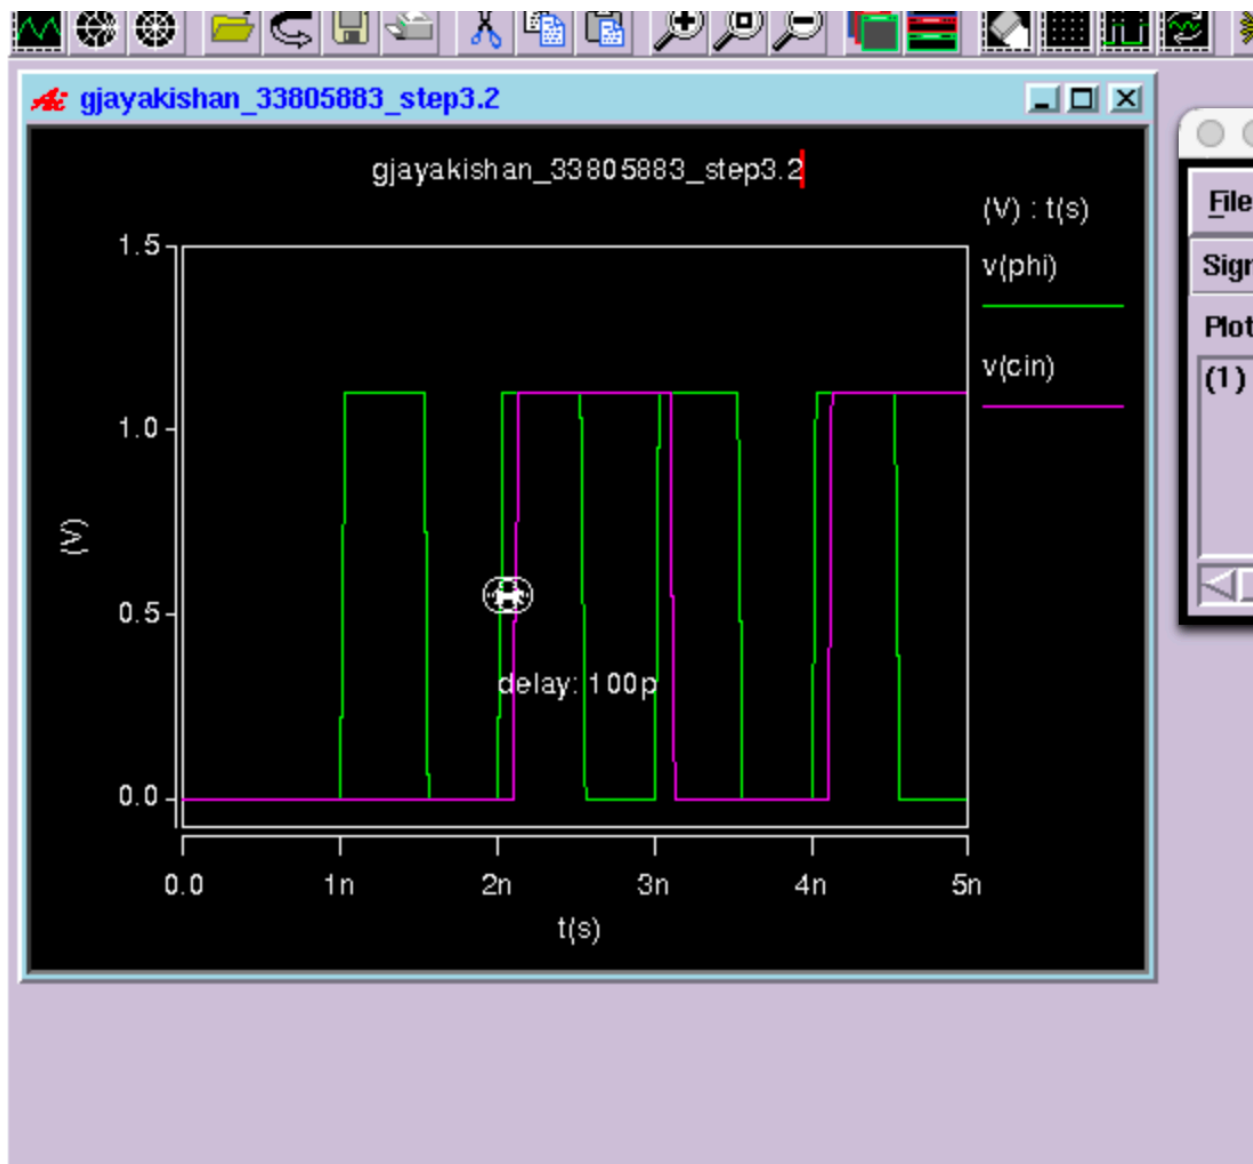 gjayakishan_33805883_step3.2
gjayakishan_33805883_step3.2
(V) : t(s)
v(phi)
v(cin)
1.5
1.0
0.5
0.0
(V)
delay: 100p
0.0 1n 2n 3n 4n 5n
t(s)
File
Sign
Plot
(1)